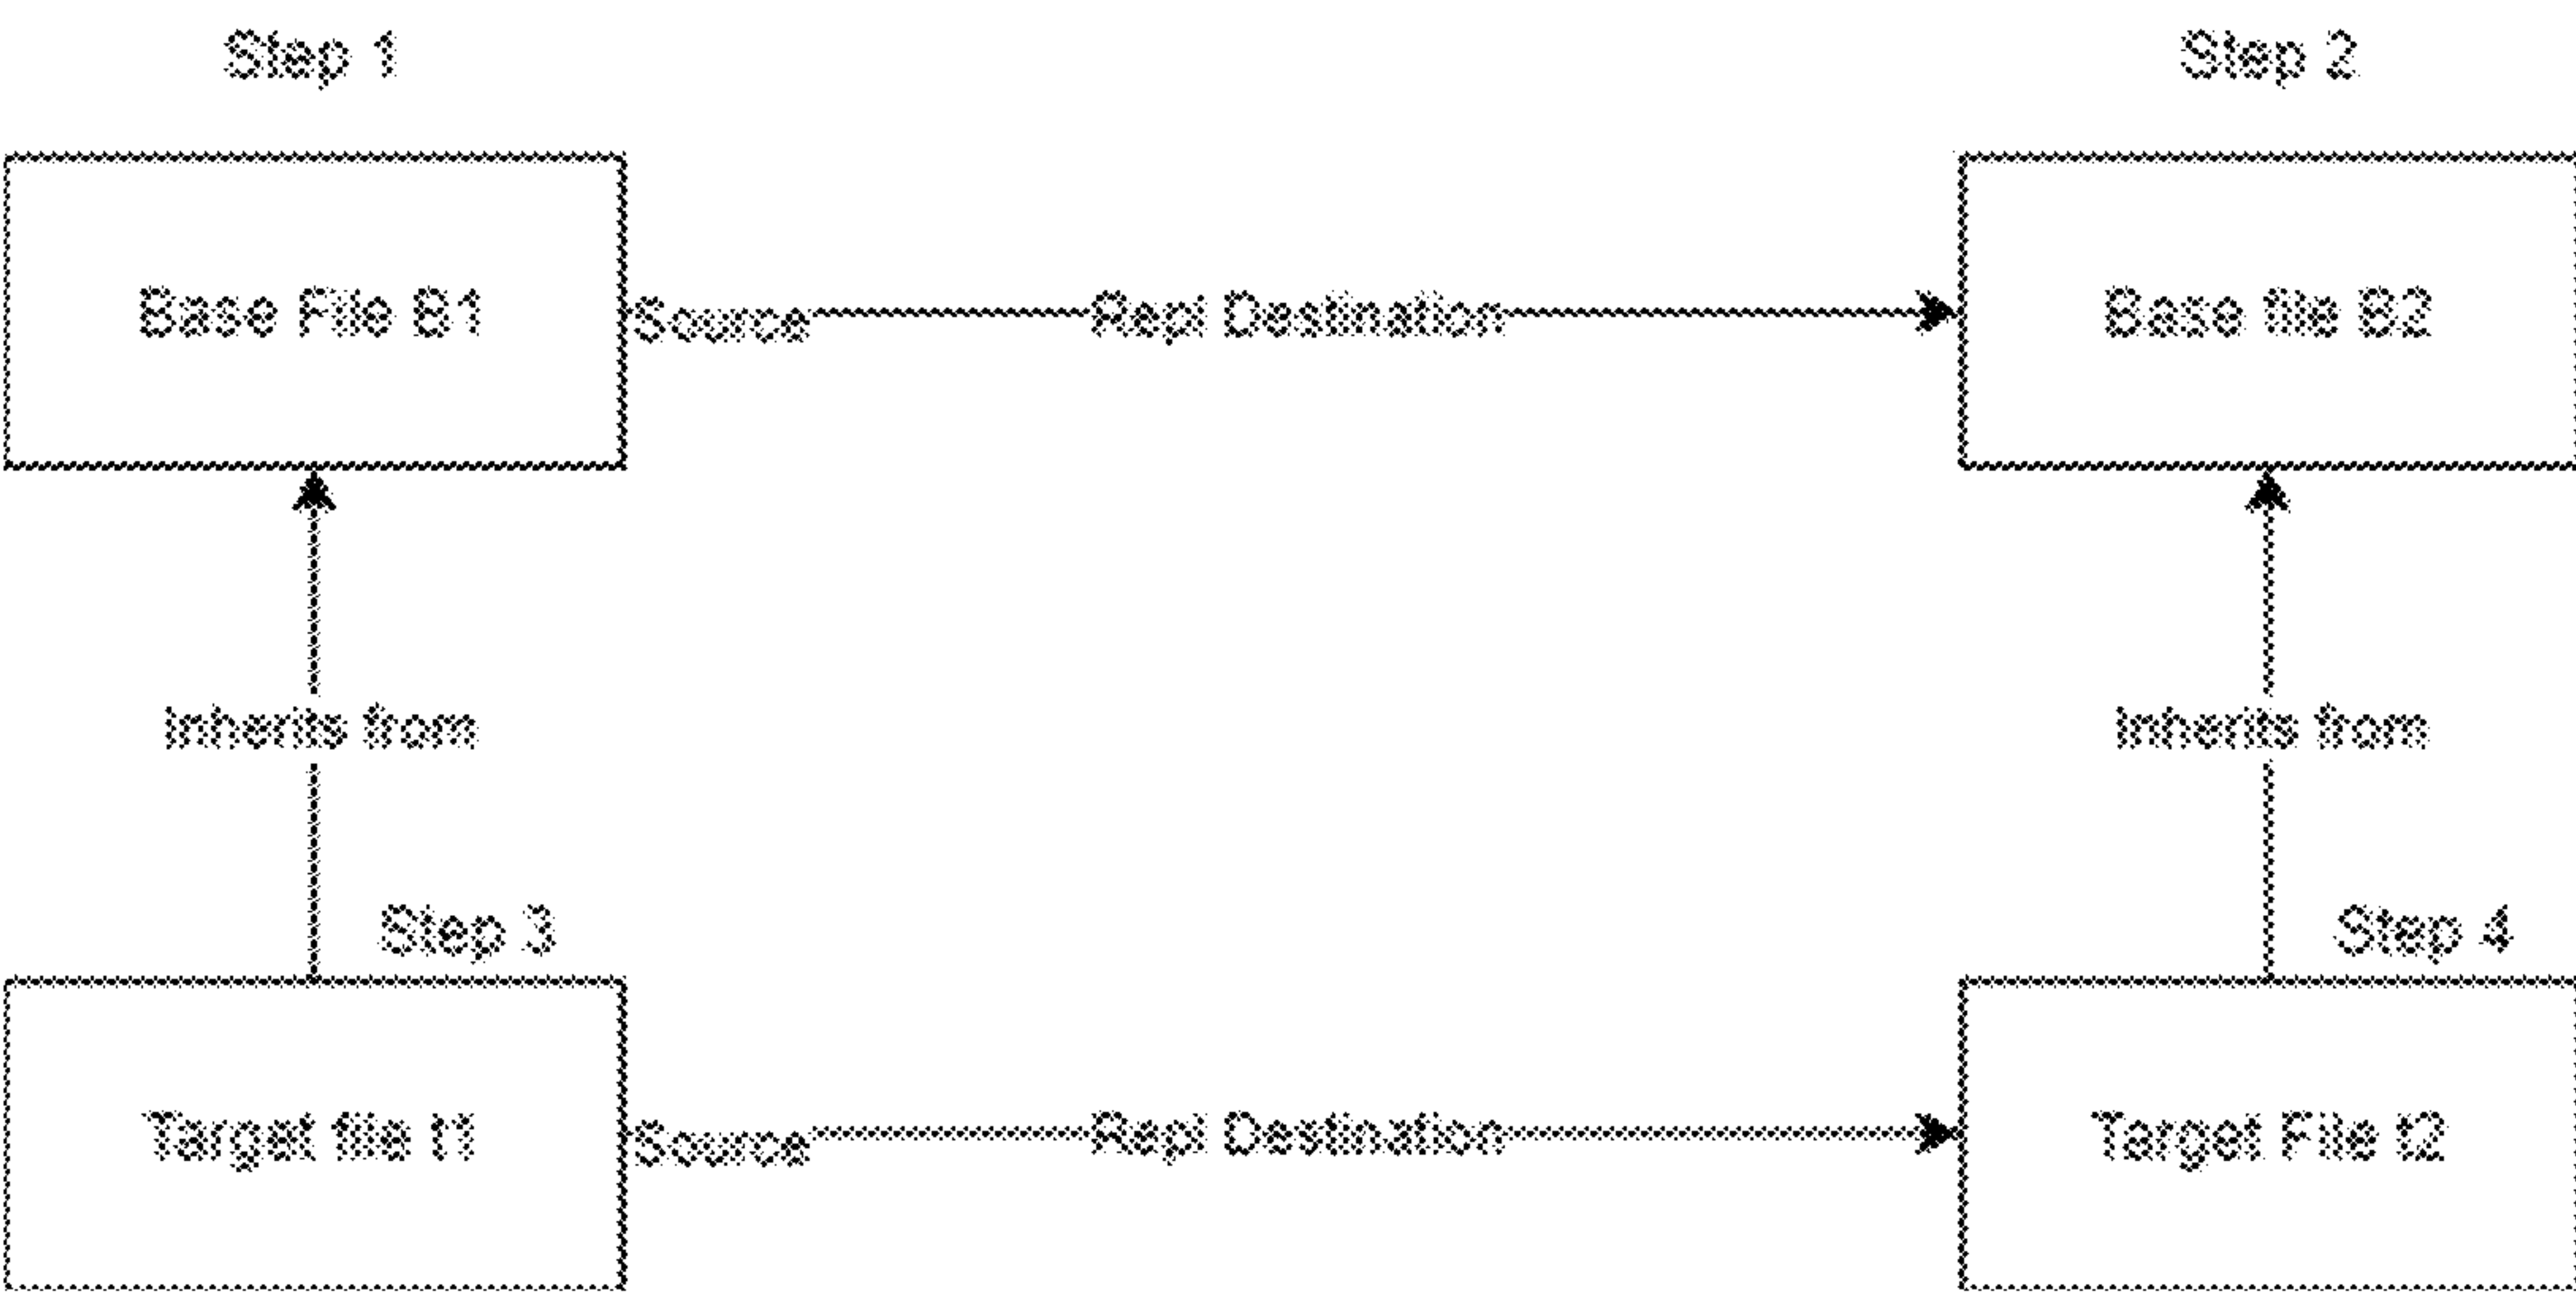 Step 1
Step 2
Base File B1
Source
Repl Destination
Base file B2
Inherits from
Inherits from
Step 3
Step 4
Target file t1
Source
Repl Destination
Target File t2